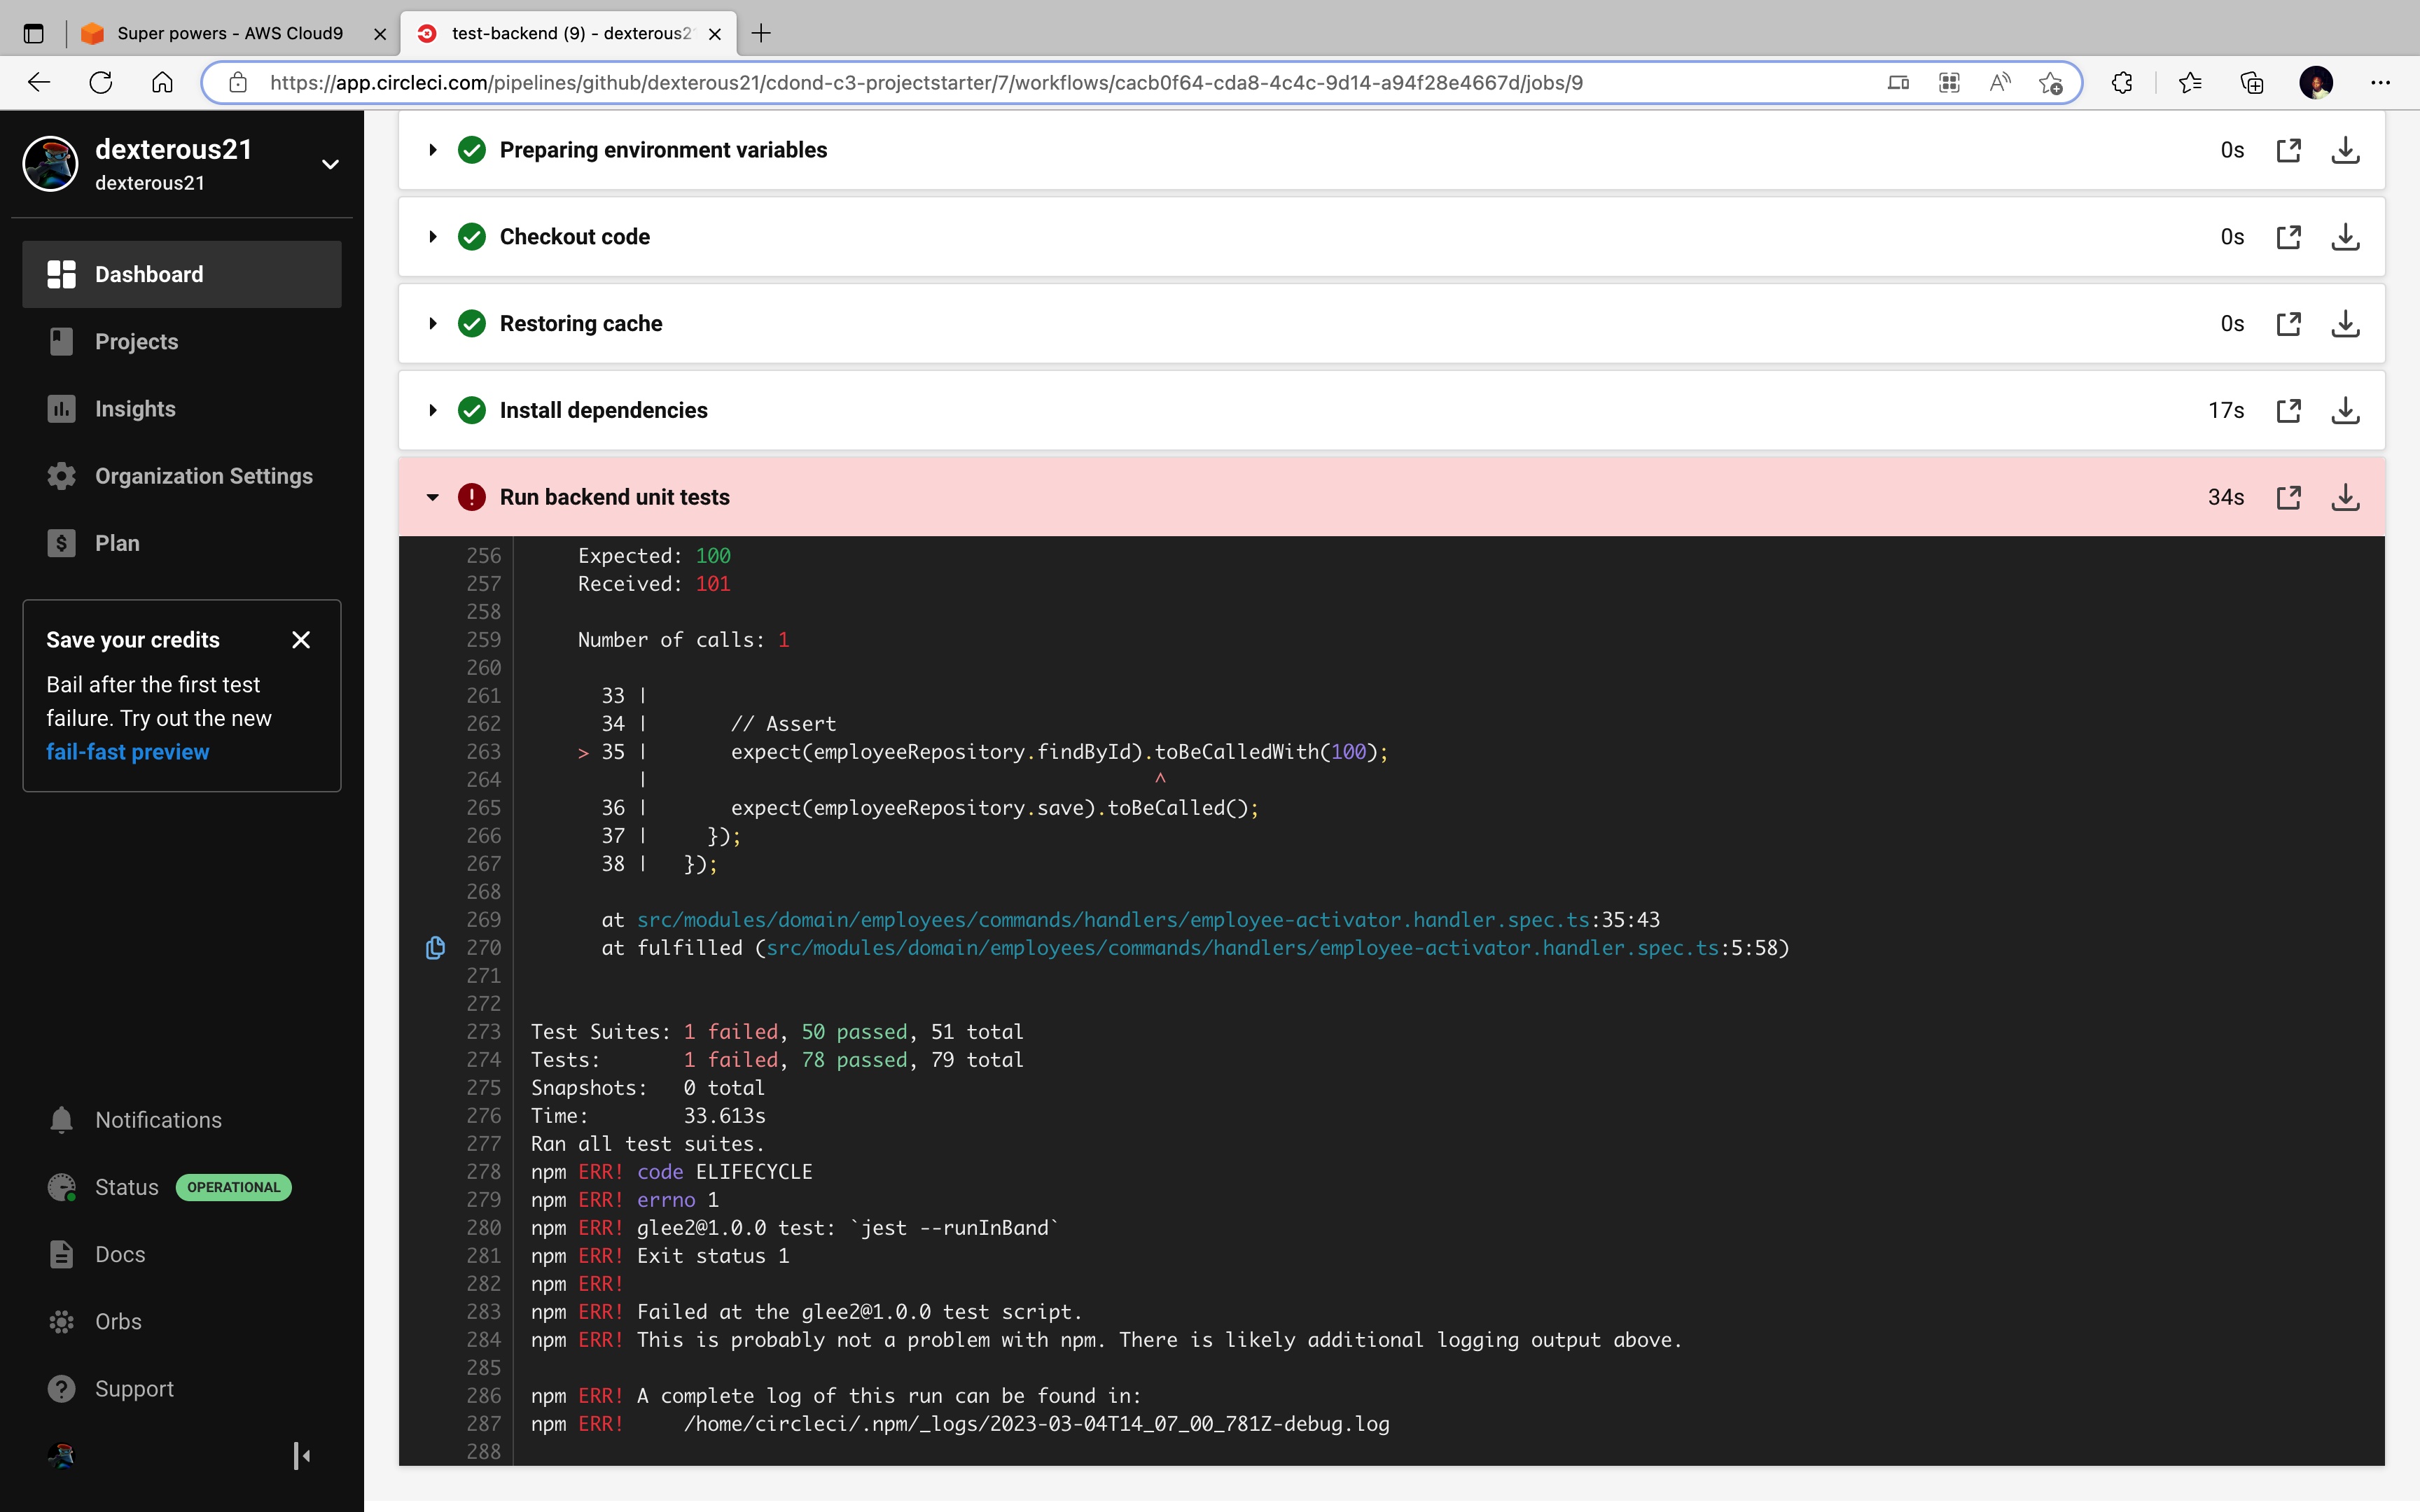 Super powers - AWS Cloud9
test-backend (9) - dexterous2
https://app.circleci.com/pipelines/github/dexterous21/cdond-c3-projectstarter/7/workflows/cacb0f64-cda8-4c4c-9d14-a94f28e4667d/jobs/9
dexterous21
dexterous21
Dashboard
Projects
Insights
Organization Settings
Plan
Save your credits
Bail after the first test
failure. Try out the new
fail-fast preview
Notifications
Status OPERATIONAL
Docs
Orbs
Support
Preparing environment variables 0s
Checkout code 0s
Restoring cache 0s
Install dependencies 17s
Run backend unit tests 34s
256 Expected: 100
257 Received: 101
258
259 Number of calls: 1
260
261 33 |
262 34 | // Assert
263 > 35 | expect(employeeRepository.findById).toBeCalledWith(100);
264 | ^
265 36 | expect(employeeRepository.save).toBeCalled();
266 37 | });
267 38 | });
268
269 at src/modules/domain/employees/commands/handlers/employee-activator.handler.spec.ts:35:43
270 at fulfilled (src/modules/domain/employees/commands/handlers/employee-activator.handler.spec.ts:5:58)
271
272
273 Test Suites: 1 failed, 50 passed, 51 total
274 Tests: 1 failed, 78 passed, 79 total
275 Snapshots: 0 total
276 Time: 33.613s
277 Ran all test suites.
278 npm ERR! code ELIFECYCLE
279 npm ERR! errno 1
280 npm ERR! glee2@1.0.0 test: `jest --runInBand`
281 npm ERR! Exit status 1
282 npm ERR!
283 npm ERR! Failed at the glee2@1.0.0 test script.
284 npm ERR! This is probably not a problem with npm. There is likely additional logging output above.
285
286 npm ERR! A complete log of this run can be found in:
287 npm ERR! /home/circleci/.npm/_logs/2023-03-04T14_07_00_781Z-debug.log
288